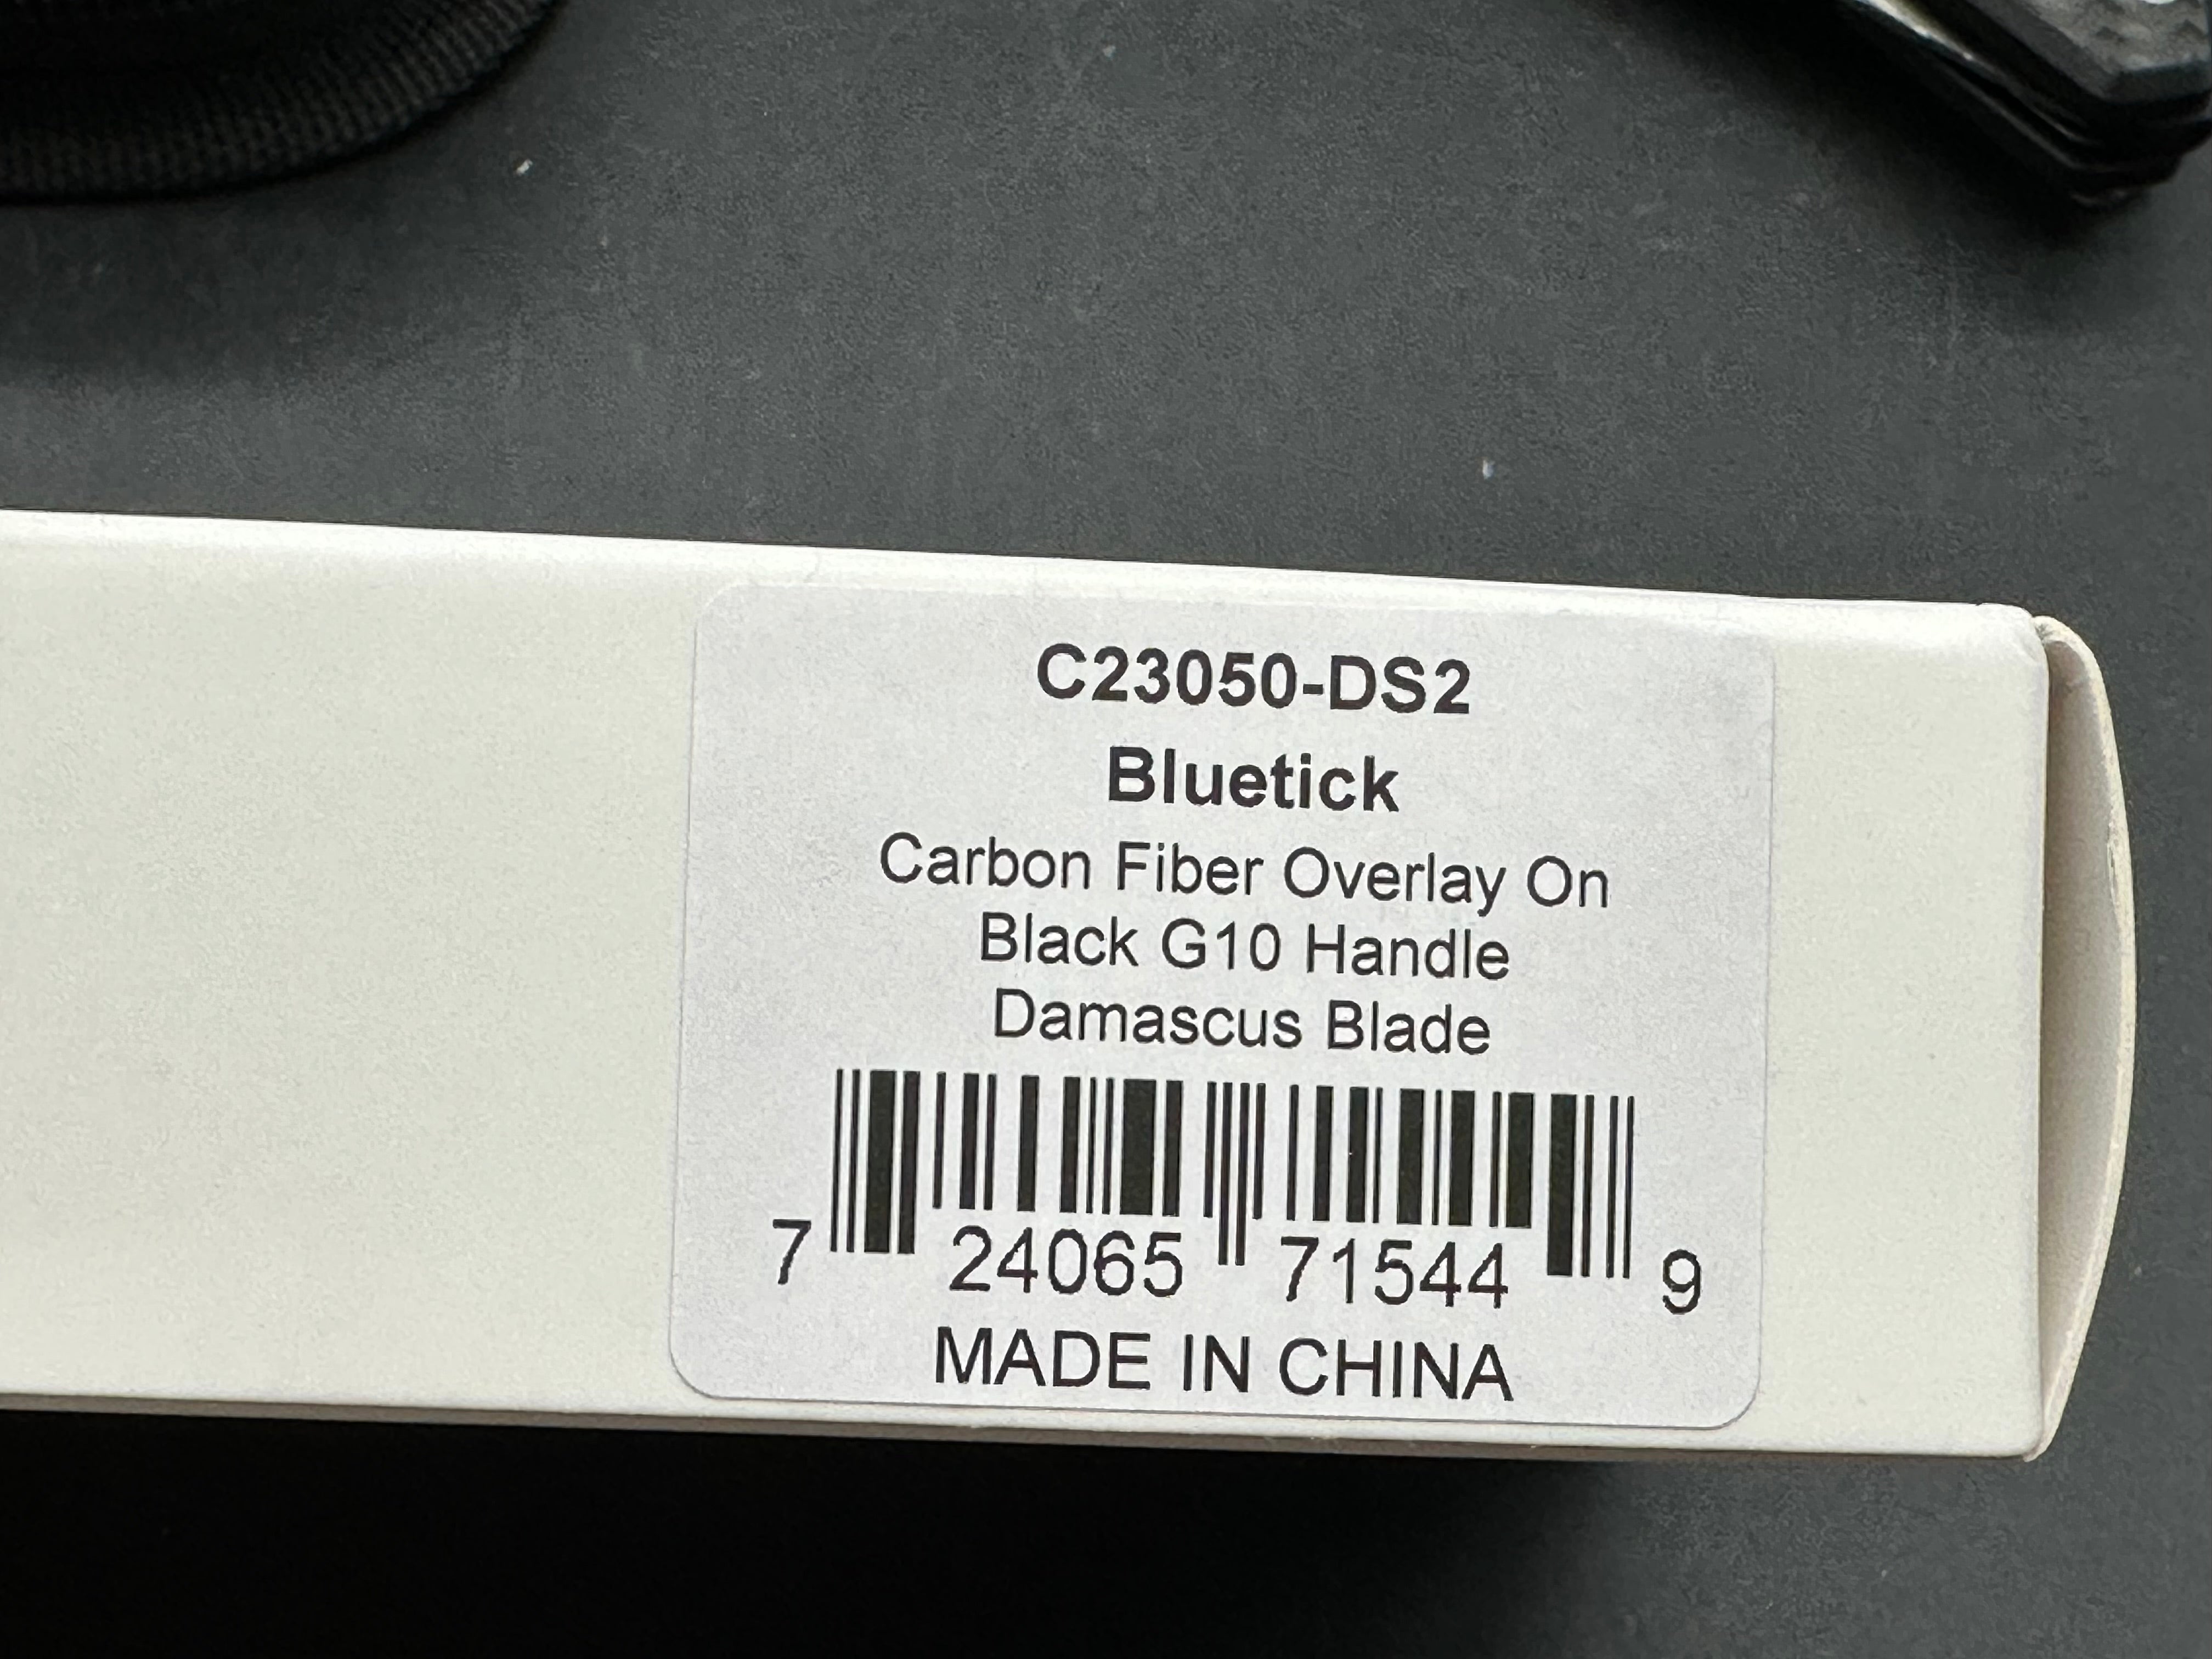 C23050-DS2
Bluetick
Carbon Fiber Overlay On
Black G10 Handle
Damascus Blade
7 24065 71544 9
MADE IN CHINA